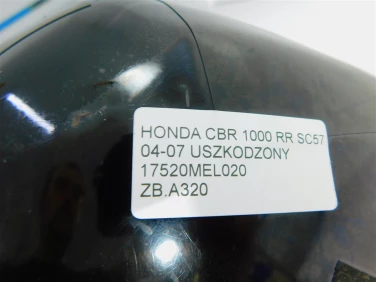 HONDA CBR 1000 RR SC57
04-07 USZKODZONY
17520MEL020
ZB.A320